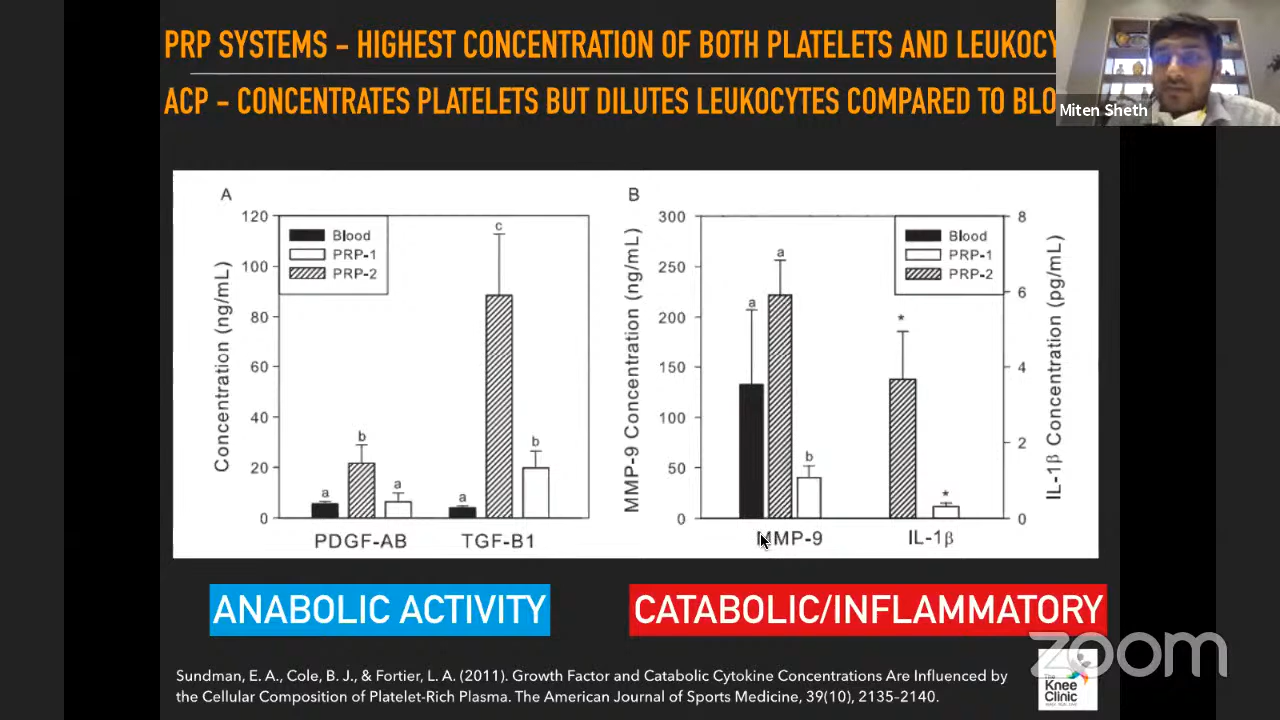 PRP SYSTEMS - HIGHEST CONCENTRATION OF BOTH PLATELETS AND LEUKOCY
ACP - CONCENTRATES PLATELETS BUT DILUTES LEUKOCYTES COMPARED TO BLO
Miten Sheth
A
120
100
80
60
40
20
0
Concentration (ng/mL)
Blood
PRP-1
PRP-2
a
b
a
a
c
b
PDGF-AB
TGF-B1
B
300
250
200
150
100
50
0
MMP-9 Concentration (ng/mL)
Blood
PRP-1
PRP-2
a
a
b
*
*
8
6
4
2
0
IL-1β Concentration (pg/mL)
MMP-9
IL-1β
ANABOLIC ACTIVITY
CATABOLIC/INFLAMMATORY
Sundman, E. A., Cole, B. J., & Fortier, L. A. (2011). Growth Factor and Catabolic Cytokine Concentrations Are Influenced by
the Cellular Composition of Platelet-Rich Plasma. The American Journal of Sports Medicine, 39(10), 2135-2140.
zoom
The
Knee
Clinic